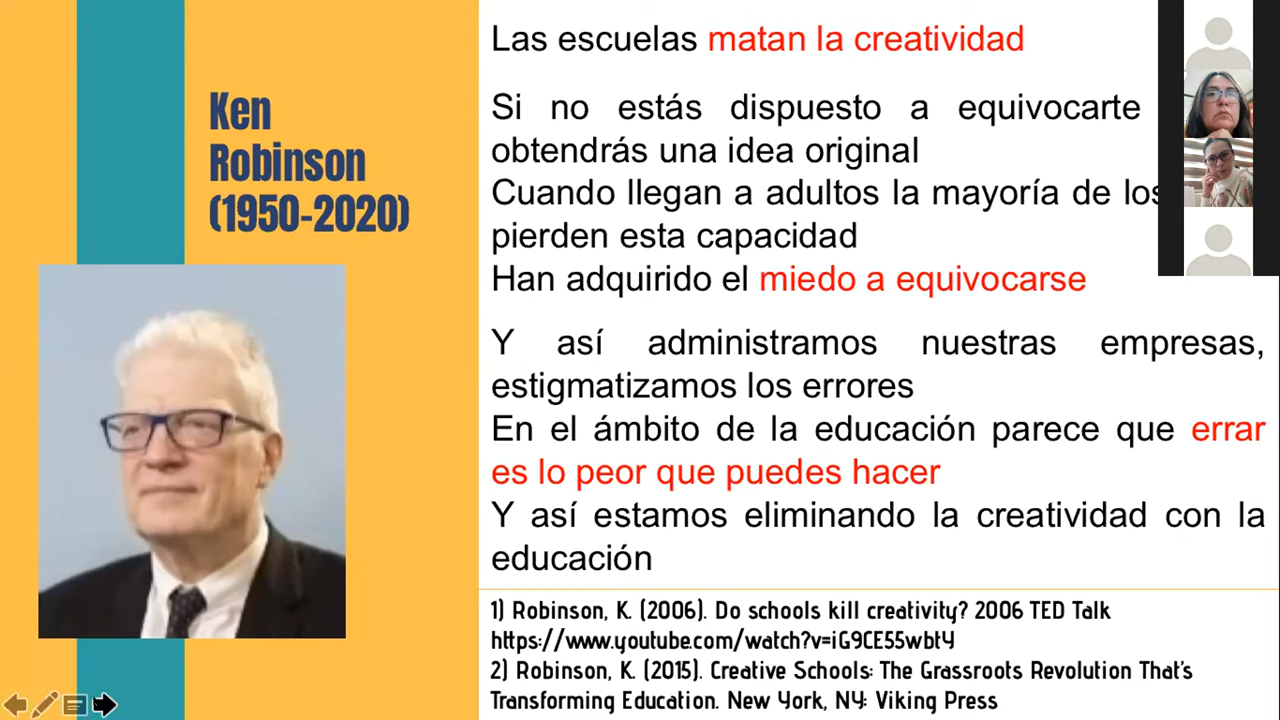 Ken
Robinson
(1950-2020)
Las escuelas matan la creatividad
Si no estás dispuesto a equivocarte
obtendrás una idea original
Cuando llegan a adultos la mayoría de los
pierden esta capacidad
Han adquirido el miedo a equivocarse
Y así administramos nuestras empresas,
estigmatizamos los errores
En el ámbito de la educación parece que errar
es lo peor que puedes hacer
Y así estamos eliminando la creatividad con la
educación
1) Robinson, K. (2006). Do schools kill creativity? 2006 TED Talk
https://www.youtube.com/watch?v=iG9CE55wbtY
2) Robinson, K. (2015). Creative Schools: The Grassroots Revolution That's
Transforming Education. New York, NY: Viking Press